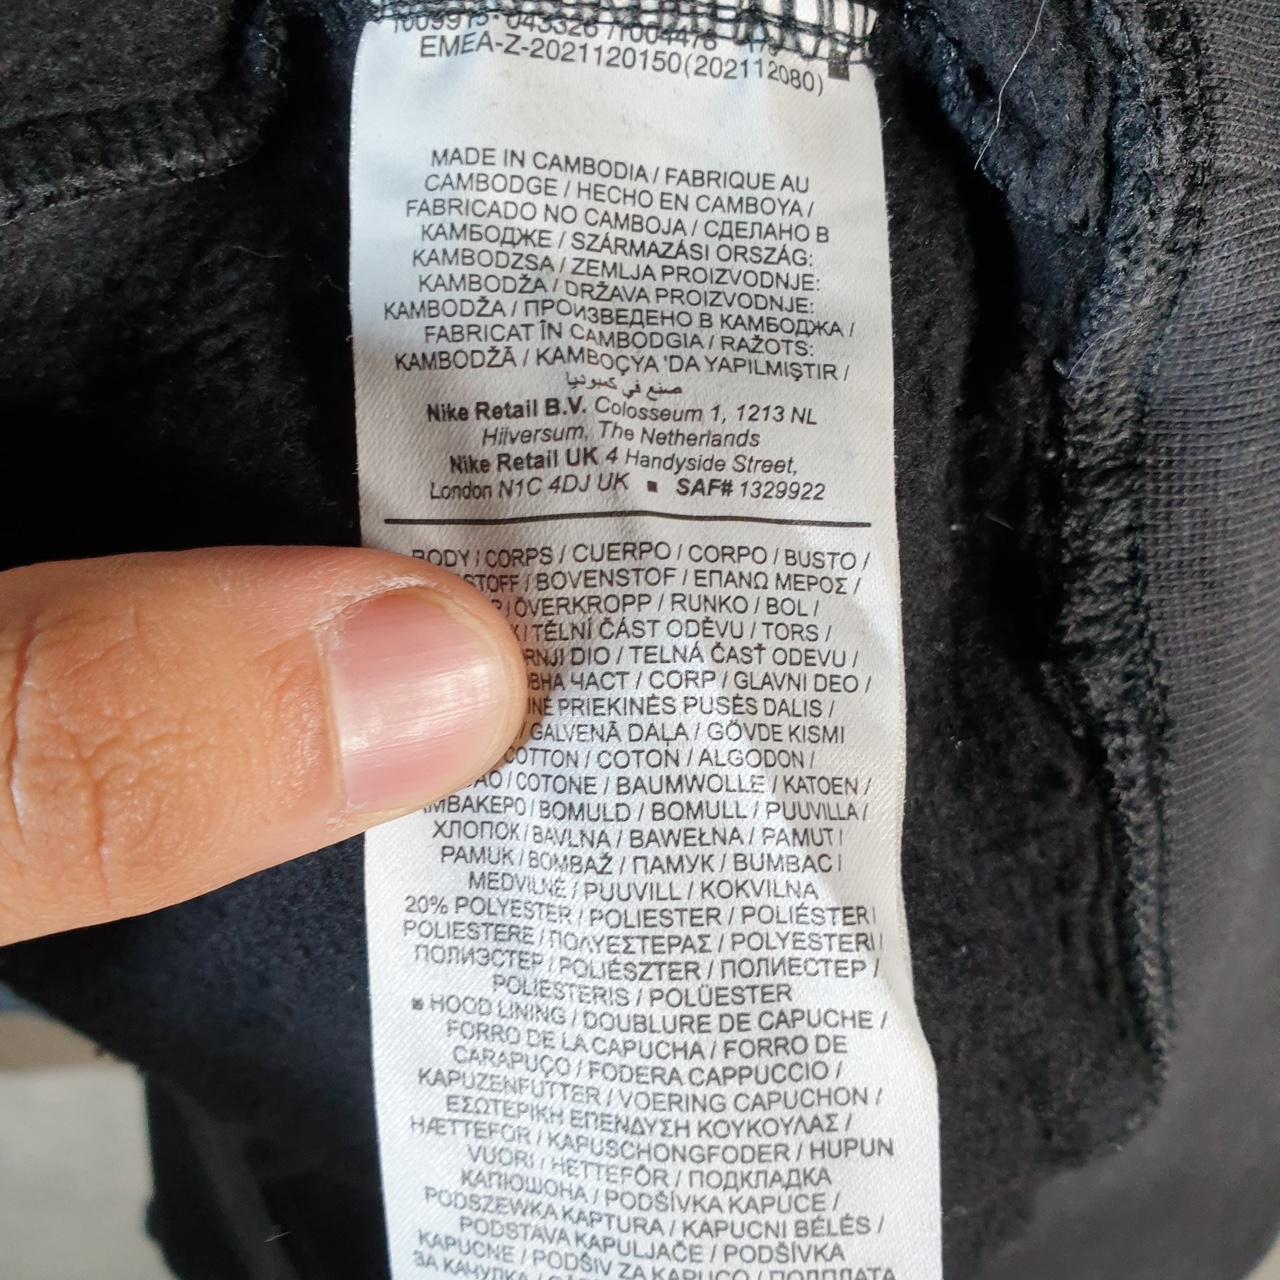 EMEA-Z-2021120150(202112080)
MADE IN CAMBODIA / FABRIQUE AU
CAMBODGE / HECHO EN CAMBOYA /
FABRICADO NO CAMBOJA / СДЕЛАНО В
КАМБОДЖЕ / SZÁRMAZÁSI ORSZÁG:
KAMBODZSA / ZEMLJA PROIZVODNJE:
KAMBODŽA / DRŽAVA PROIZVODNJE:
KAMBODŽA / ПРОИЗВЕДЕНО В КАМБОДЖА /
FABRICAT ÎN CAMBODGIA / RAŽOTS:
KAMBODŽĀ / KAMBOÇYA 'DA YAPILMIŞTIR /
صنع في كمبوديا
Nike Retail B.V. Colosseum 1, 1213 NL
Hilversum, The Netherlands
Nike Retail UK 4 Handyside Street,
London N1C 4DJ UK ■ SAF# 1329922
BODY / CORPS / CUERPO / CORPO / BUSTO /
STOFF / BOVENSTOF / ΕΠΑΝΩ ΜΕΡΟΣ /
/ ÖVERKROPP / RUNKO / BOL /
/ TĚLNÍ ČÁST ODĚVU / TORS /
DIO / TELNÁ ČASŤ ODEVU /
ЧАСТ / CORP / GLAVNI DEO /
PRIEKINĖS PUSĖS DALIS /
/ GALVENĀ DAĻA / GÖVDE KISMI
COTTON / COTON / ALGODON /
/ COTONE / BAUMWOLLE / KATOEN /
ΒΑΜΒΑΚΕΡΟ / BOMULD / BOMULL / PUUVILLA /
ХЛОПОК / BAVLNA / BAWEŁNA / PAMUT /
PAMUK / BOMBAŽ / ПАМУК / BUMBAC /
MEDVILNĖ / PUUVILL / KOKVILNA
20% POLYESTER / POLIESTER / POLIÉSTER /
POLIESTERE / ΠΟΛΥΕΣΤΕΡΑΣ / POLYESTERI /
ПОЛИЭСТЕР / POLIÉSZTER / ПОЛИЕСТЕР /
POLIESTERIS / POLÜESTER
■ HOOD LINING / DOUBLURE DE CAPUCHE /
FORRO DE LA CAPUCHA / FORRO DE
CARAPUÇO / FODERA CAPPUCCIO /
KAPUZENFUTTER / VOERING CAPUCHON /
ΕΣΩΤΕΡΙΚΗ ΕΠΕΝΔΥΣΗ ΚΟΥΚΟΥΛΑΣ /
HÆTTEFOR / KAPUSCHONGFODER / HUPUN
VUORI / HETTEFÔR / ПОДКЛАДКА
КАПЮШОНА / PODŠÍVKA KAPUCE /
PODSZEWKA KAPTURA / KAPUCNI BÉLÉS /
PODSTAVA KAPULJAČE / PODŠÍVKA
KAPUCNE / PODŠIV ZA KAPUCO / ПОДПЛАТА
ЗА КАЧУЛКА /